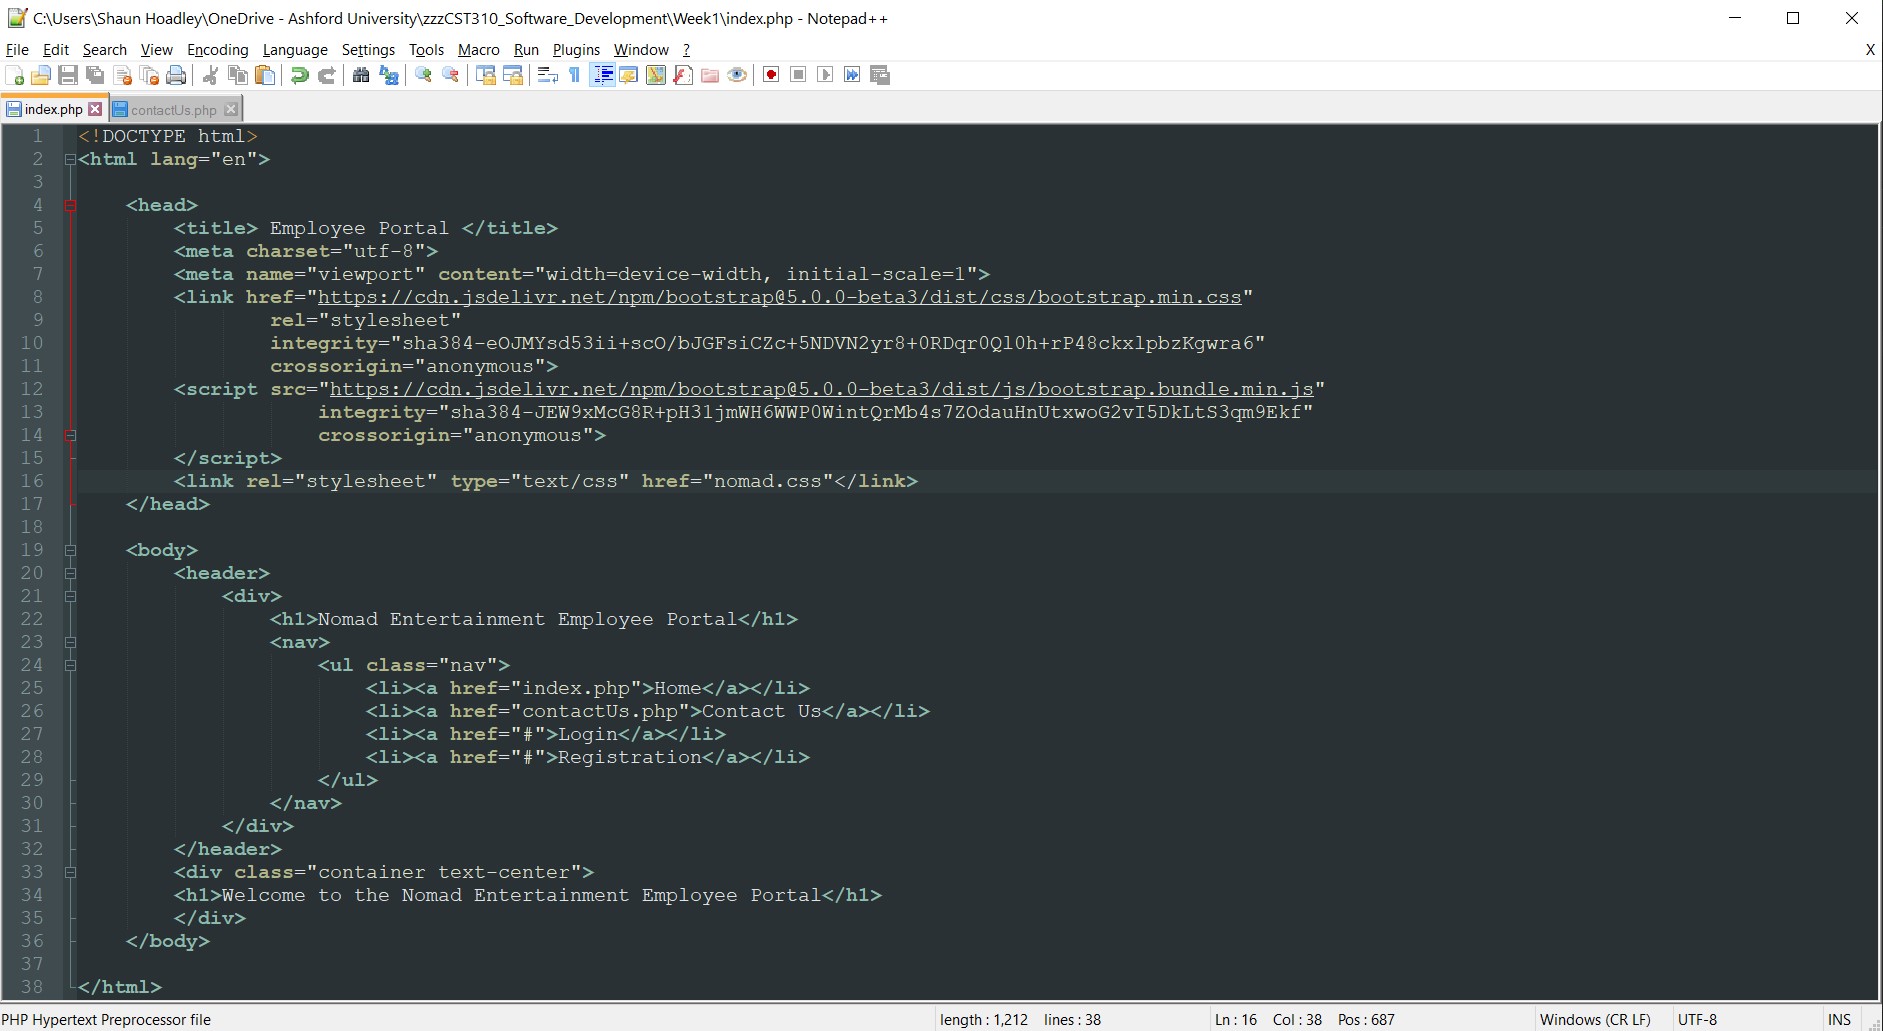 C:\Users\Shaun Hoadley\OneDrive - Ashford University\zzzCST310_Software_Development\Week1\index.php - Notepad++
File Edit Search View Encoding Language Settings Tools Macro Run Plugins Window ? X
index.php contactUs.php
1 <!DOCTYPE html>
2 <html lang="en">
3
4 <head>
5 <title> Employee Portal </title>
6 <meta charset="utf-8">
7 <meta name="viewport" content="width=device-width, initial-scale=1">
8 <link href="https://cdn.jsdelivr.net/npm/bootstrap@5.0.0-beta3/dist/css/bootstrap.min.css"
9 rel="stylesheet"
10 integrity="sha384-eOJMYsd53ii+scO/bJGFsiCZc+5NDVN2yr8+0RDqr0Ql0h+rP48ckxlpbzKgwra6"
11 crossorigin="anonymous">
12 <script src="https://cdn.jsdelivr.net/npm/bootstrap@5.0.0-beta3/dist/js/bootstrap.bundle.min.js"
13 integrity="sha384-JEW9xMcG8R+pH31jmWH6WWP0WintQrMb4s7ZOdauHnUtxwoG2vI5DkLtS3qm9Ekf"
14 crossorigin="anonymous">
15 </script>
16 <link rel="stylesheet" type="text/css" href="nomad.css"</link>
17 </head>
18
19 <body>
20 <header>
21 <div>
22 <h1>Nomad Entertainment Employee Portal</h1>
23 <nav>
24 <ul class="nav">
25 <li><a href="index.php">Home</a></li>
26 <li><a href="contactUs.php">Contact Us</a></li>
27 <li><a href="#">Login</a></li>
28 <li><a href="#">Registration</a></li>
29 </ul>
30 </nav>
31 </div>
32 </header>
33 <div class="container text-center">
34 <h1>Welcome to the Nomad Entertainment Employee Portal</h1>
35 </div>
36 </body>
37
38 </html>
PHP Hypertext Preprocessor file length : 1,212 lines : 38 Ln : 16 Col : 38 Pos : 687 Windows (CR LF) UTF-8 INS